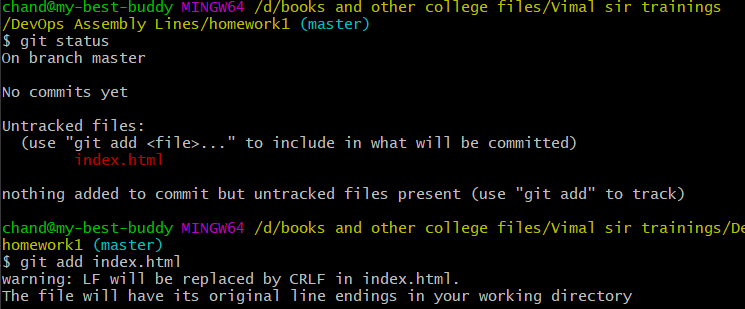 chand@my-best-buddy MINGW64 /d/books and other college files/Vimal sir trainings
/DevOps Assembly Lines/homework1 (master)
$ git status
On branch master
No commits yet
Untracked files:
(use "git add <file>..." to include in what will be committed)
index.html
nothing added to commit but untracked files present (use "git add" to track)
chand@my-best-buddy MINGW64 /d/books and other college files/Vimal sir trainings/De
homework1 (master)
$ git add index.html
warning: LF will be replaced by CRLF in index.html.
The file will have its original line endings in your working directory